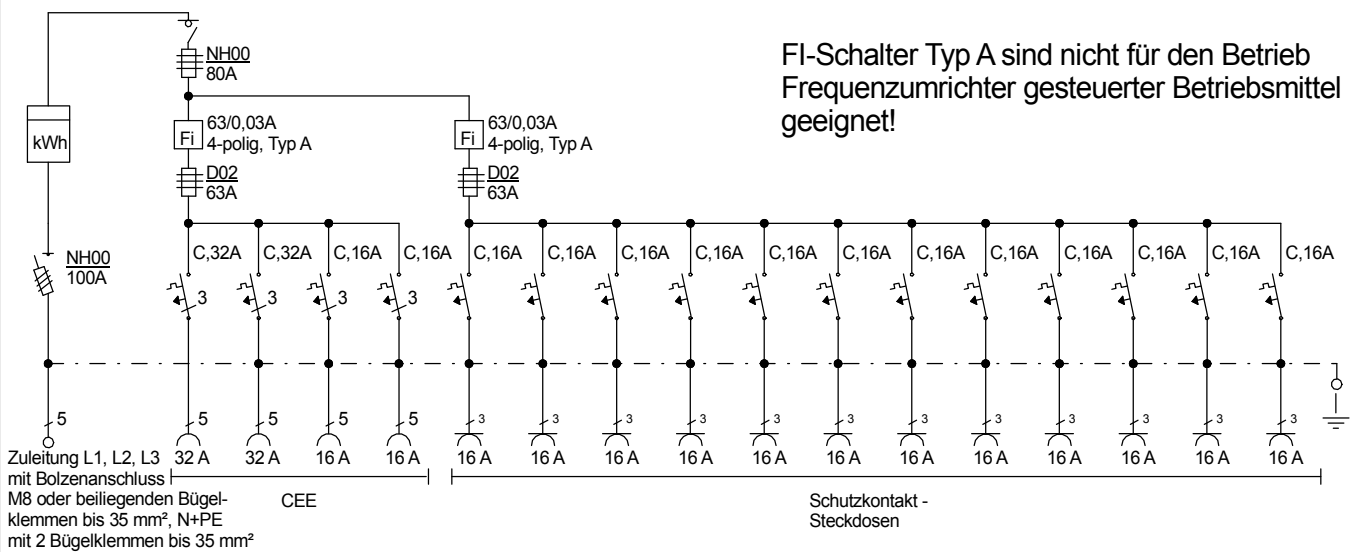 NH00
80A
FI-Schalter Typ A sind nicht für den Betrieb
Frequenzumrichter gesteuerter Betriebsmittel
geeignet!
kWh
Fi
63/0,03A
4-polig, Typ A
Fi
63/0,03A
4-polig, Typ A
D02
63A
D02
63A
NH00
100A
C,32A C,32A C,16A C,16A C,16A C,16A C,16A C,16A C,16A C,16A C,16A C,16A C,16A C,16A C,16A C,16A
3 3 3 3
5 5 5 5 5 3 3 3 3 3 3 3 3 3 3 3 3
32 A 32 A 16 A 16 A 16 A 16 A 16 A 16 A 16 A 16 A 16 A 16 A 16 A 16 A 16 A 16 A
Zuleitung L1, L2, L3
mit Bolzenanschluss
M8 oder beiliegenden Bügel-
klemmen bis 35 mm², N+PE
mit 2 Bügelklemmen bis 35 mm²
CEE
Schutzkontakt -
Steckdosen